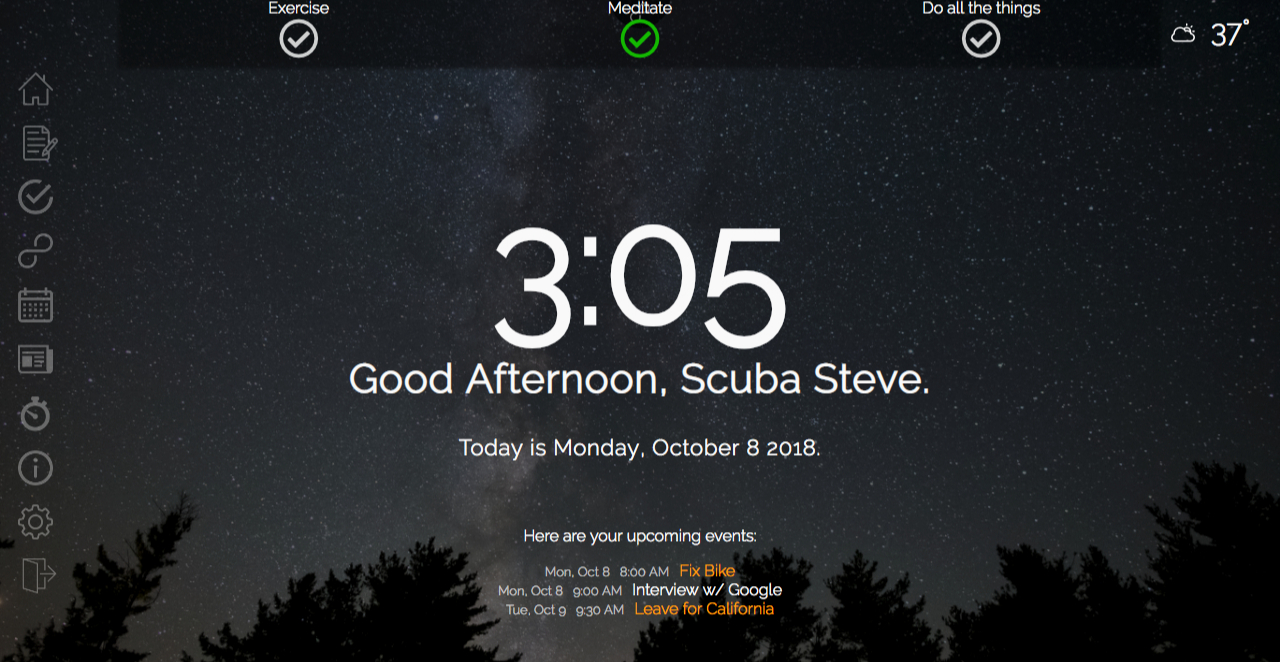 Exercise
Meditate
Do all the things
37°
3:05
Good Afternoon, Scuba Steve.
Today is Monday, October 8 2018.
Here are your upcoming events:
Mon, Oct 8 8:00 AM Fix Bike
Mon, Oct 8 9:00 AM Interview w/ Google
Tue, Oct 9 9:30 AM Leave for California